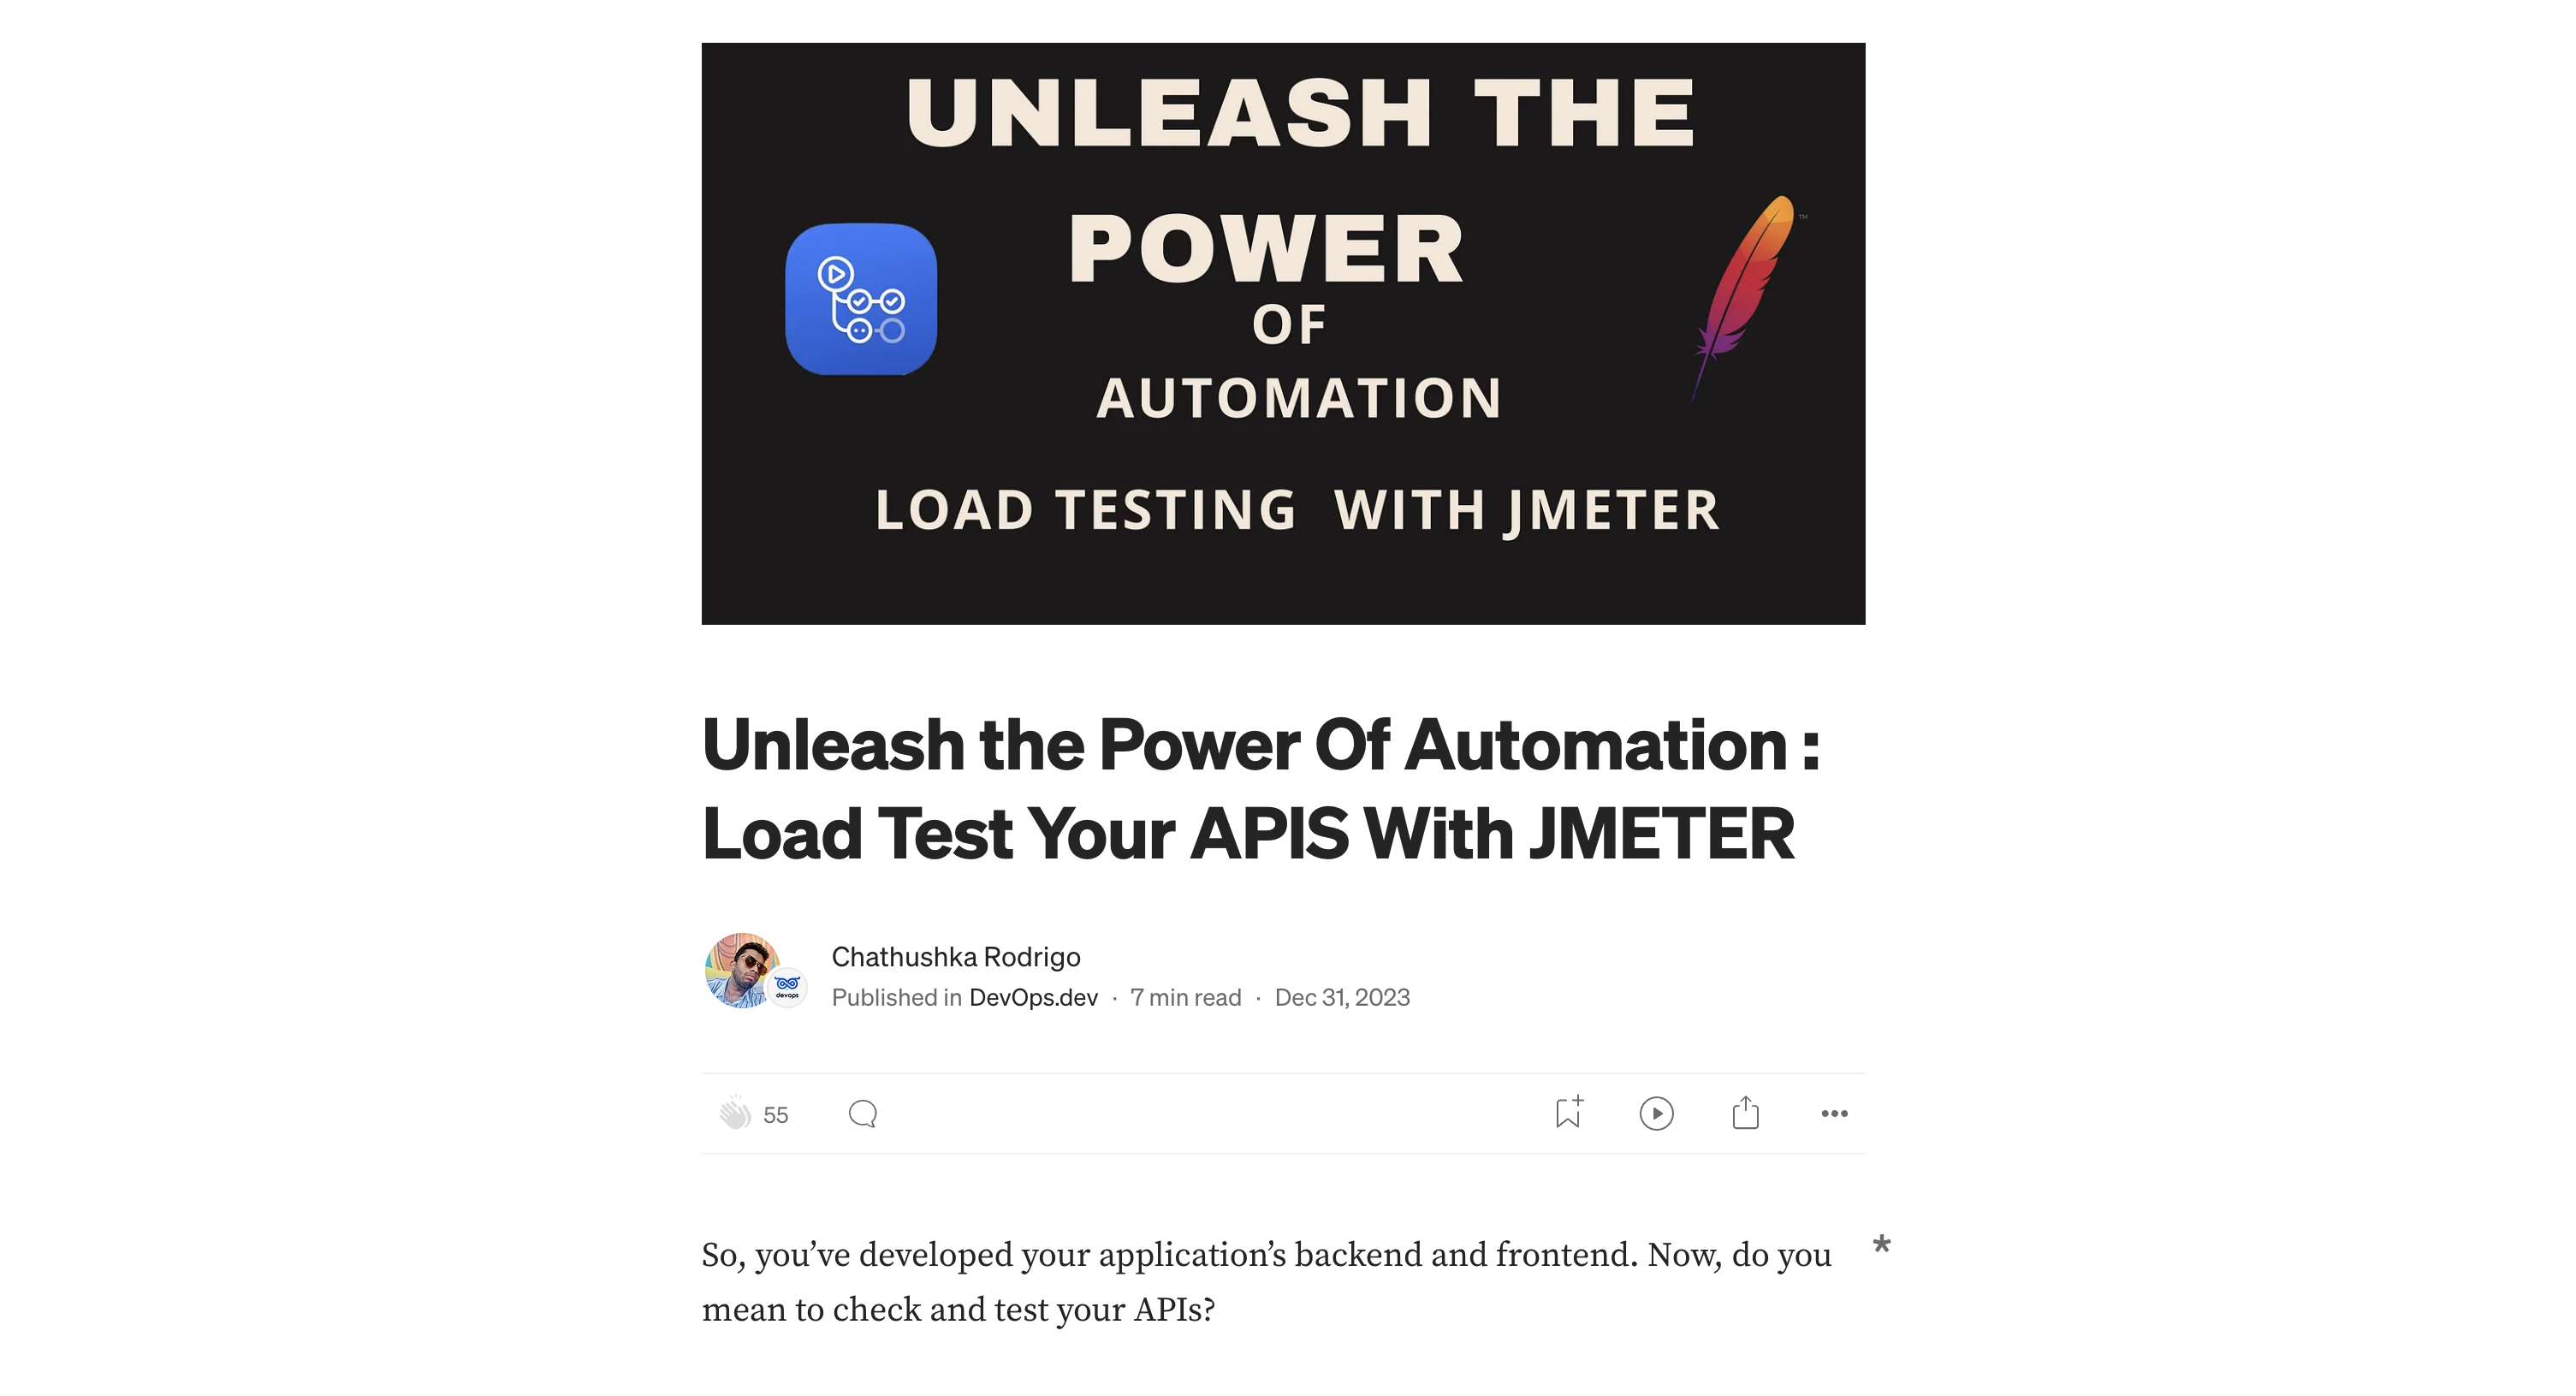 UNLEASH THE
POWER
OF
AUTOMATION
LOAD TESTING WITH JMETER
TM
Unleash the Power Of Automation :
Load Test Your APIS With JMETER
Chathushka Rodrigo
devops
Published in DevOps.dev · 7 min read · Dec 31, 2023
55
So, you’ve developed your application’s backend and frontend. Now, do you *
mean to check and test your APIs?